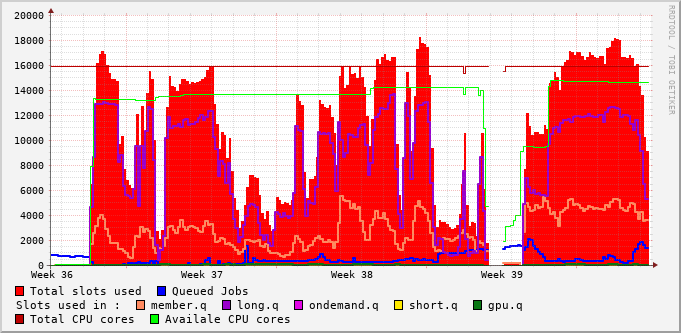 20000
18000
16000
14000
12000
10000
8000
6000
4000
2000
0
Week 36 Week 37 Week 38 Week 39
RRDTOOL / TOBI OETIKER
Total slots used Queued Jobs
Slots used in : member.q long.q ondemand.q short.q gpu.q
Total CPU cores Availale CPU cores